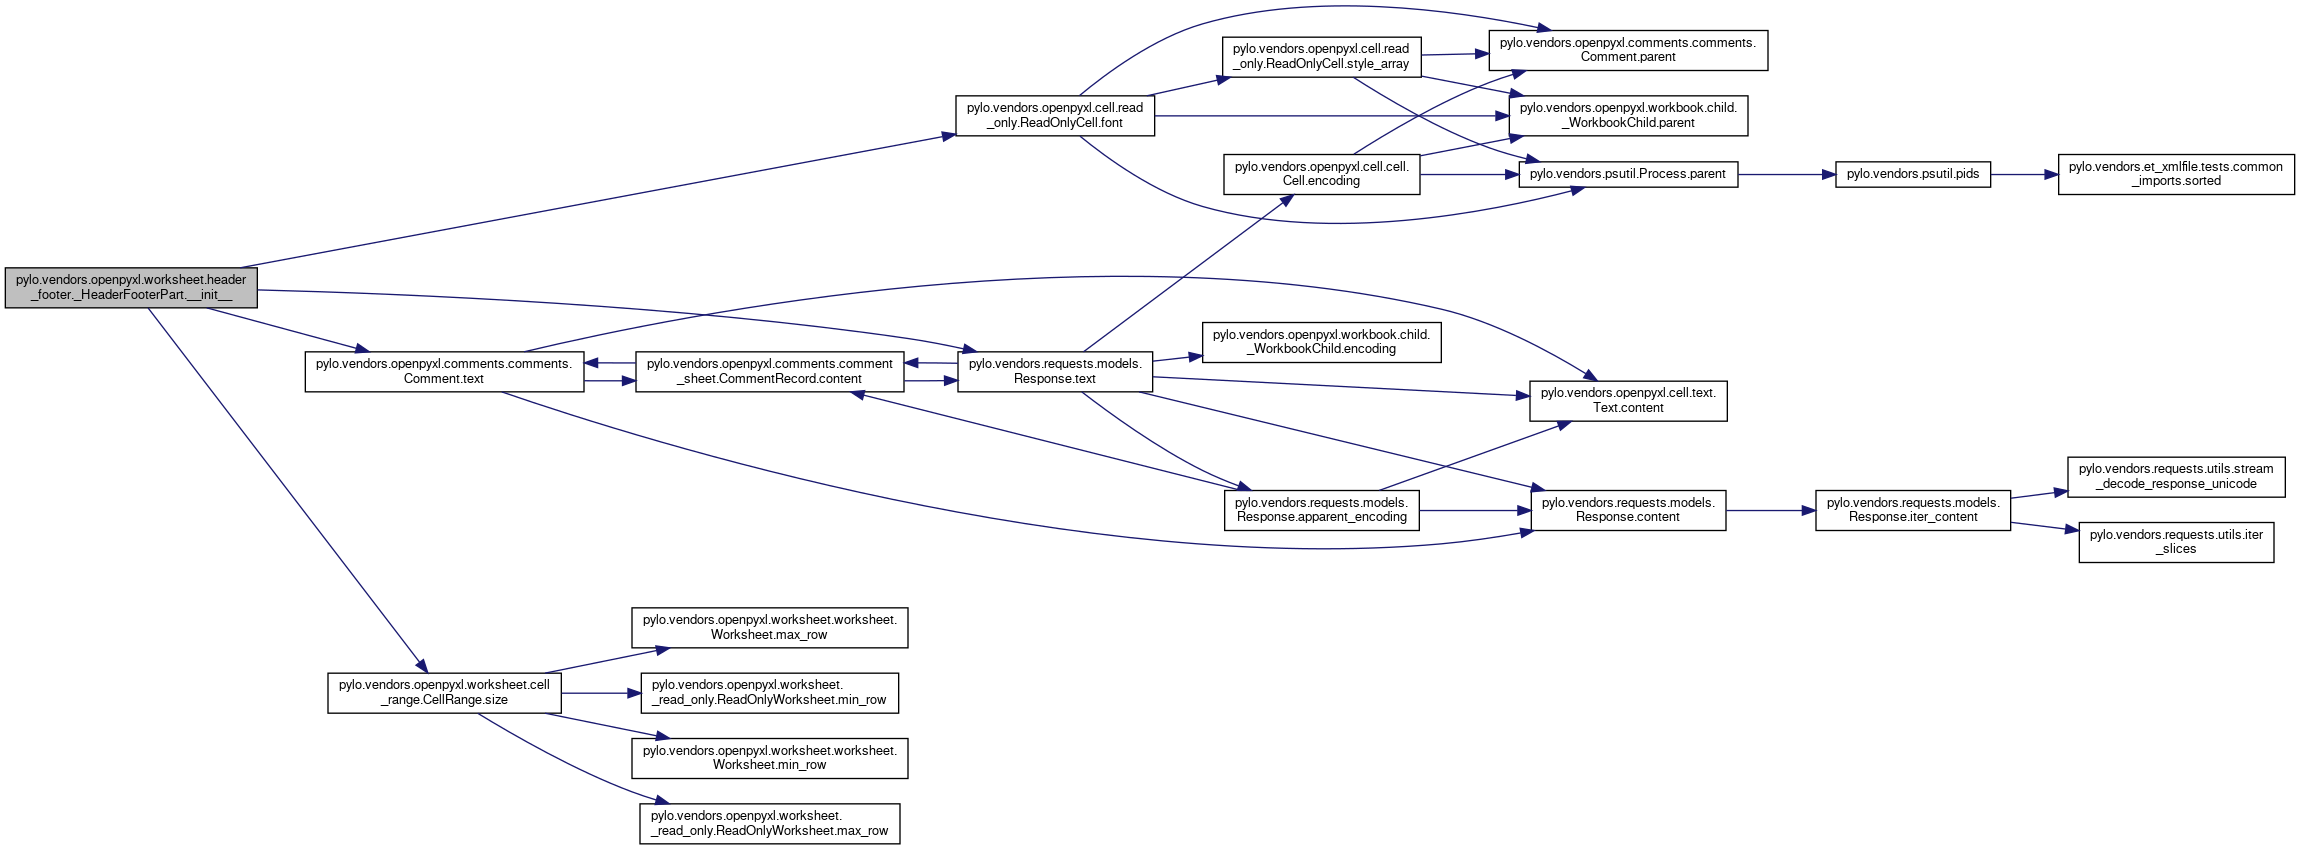 pylo.vendors.openpyxl.worksheet.header
_footer._HeaderFooterPart.__init__
pylo.vendors.openpyxl.cell.read
_only.ReadOnlyCell.font
pylo.vendors.openpyxl.cell.read
_only.ReadOnlyCell.style_array
pylo.vendors.openpyxl.comments.comments.
Comment.parent
pylo.vendors.openpyxl.workbook.child.
_WorkbookChild.parent
pylo.vendors.openpyxl.cell.cell.
Cell.encoding
pylo.vendors.psutil.Process.parent
pylo.vendors.psutil.pids
pylo.vendors.et_xmlfile.tests.common
_imports.sorted
pylo.vendors.openpyxl.comments.comments.
Comment.text
pylo.vendors.openpyxl.comments.comment
_sheet.CommentRecord.content
pylo.vendors.requests.models.
Response.text
pylo.vendors.openpyxl.workbook.child.
_WorkbookChild.encoding
pylo.vendors.openpyxl.cell.text.
Text.content
pylo.vendors.requests.models.
Response.apparent_encoding
pylo.vendors.requests.models.
Response.content
pylo.vendors.requests.models.
Response.iter_content
pylo.vendors.requests.utils.stream
_decode_response_unicode
pylo.vendors.requests.utils.iter
_slices
pylo.vendors.openpyxl.worksheet.cell
_range.CellRange.size
pylo.vendors.openpyxl.worksheet.worksheet.
Worksheet.max_row
pylo.vendors.openpyxl.worksheet.
_read_only.ReadOnlyWorksheet.min_row
pylo.vendors.openpyxl.worksheet.worksheet.
Worksheet.min_row
pylo.vendors.openpyxl.worksheet.
_read_only.ReadOnlyWorksheet.max_row